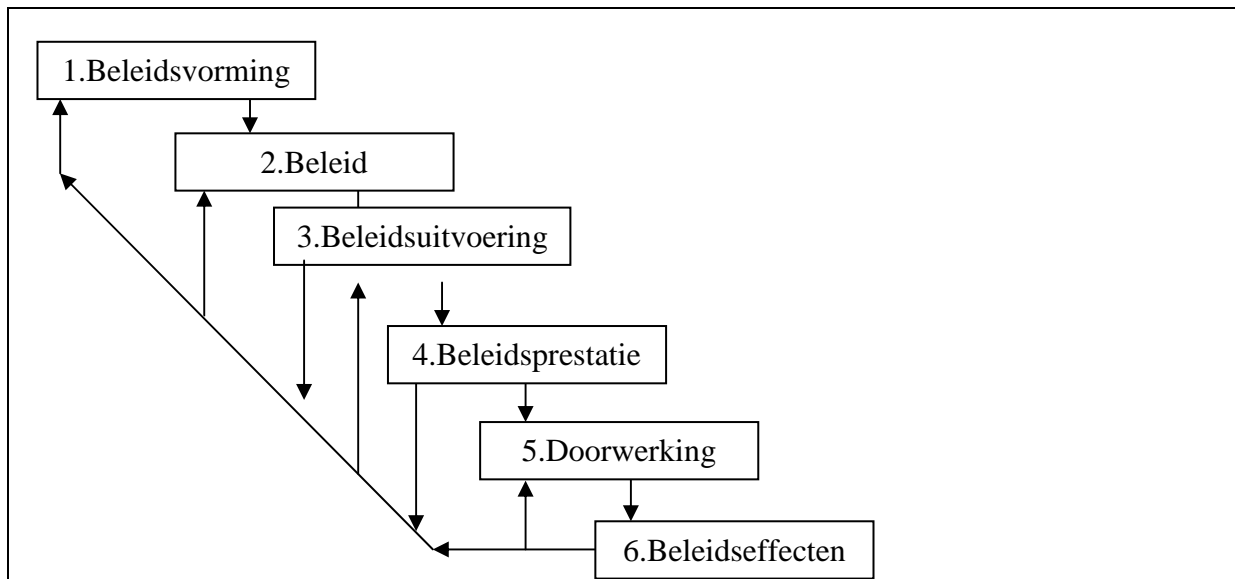 1.Beleidsvorming
2.Beleid
3.Beleidsuitvoering
4.Beleidsprestatie
5.Doorwerking
6.Beleidseffecten